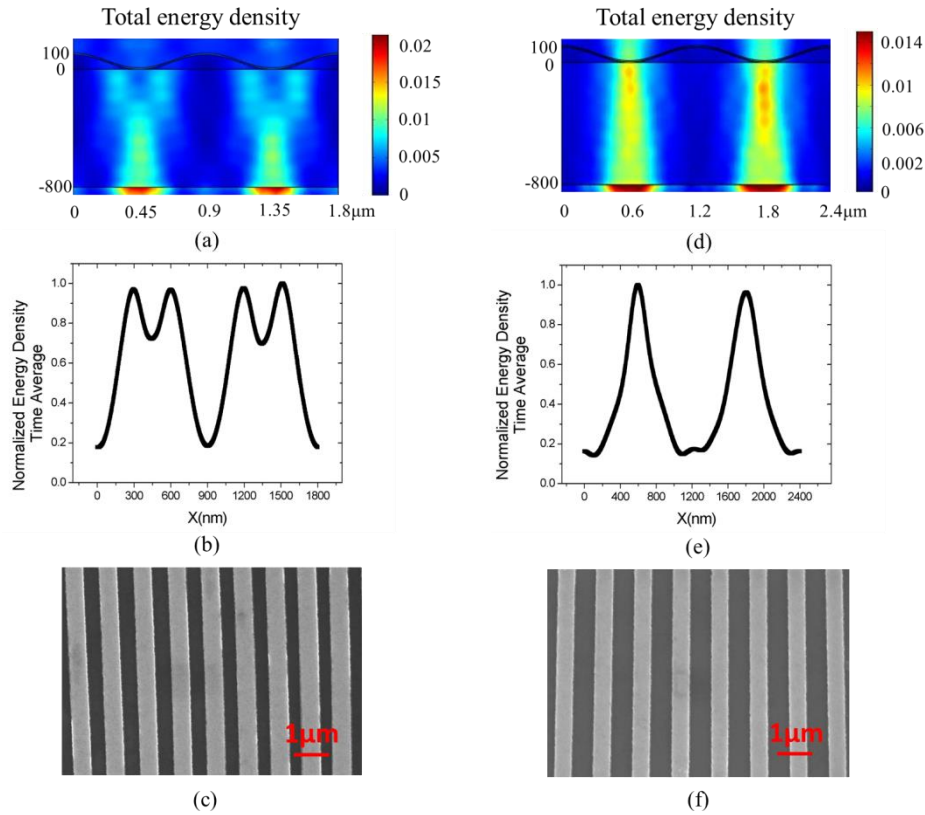 Total energy density
100
0
-800
0.02
0.015
0.01
0.005
0
0 0.45 0.9 1.35 1.8μm
(a)
Normalized Energy Density
Time Average
1.0
0.8
0.6
0.4
0.2
0.0
0 300 600 900 1200 1500 1800
X(nm)
(b)
1μm
(c)
Total energy density
100
0
-800
0.014
0.01
0.006
0.002
0
0 0.6 1.2 1.8 2.4μm
(d)
Normalized Energy Density
Time Average
1.0
0.8
0.6
0.4
0.2
0.0
0 400 800 1200 1600 2000 2400
X(nm)
(e)
1μm
(f)